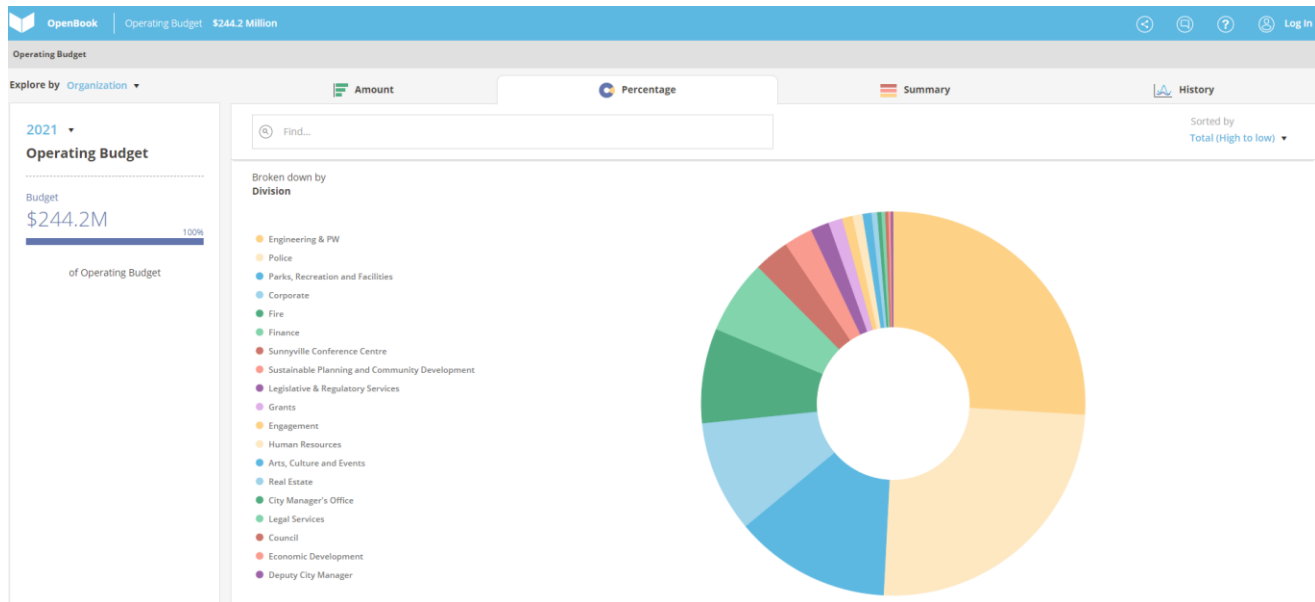 OpenBook Operating Budget $244.2 Million Log In
Operating Budget
Explore by Organization
Amount Percentage Summary History
2021
Operating Budget
Budget
$244.2M
100%
of Operating Budget
Find...
Sorted by
Total (High to low)
Broken down by
Division
Engineering & PW
Police
Parks, Recreation and Facilities
Corporate
Fire
Finance
Sunnyville Conference Centre
Sustainable Planning and Community Development
Legislative & Regulatory Services
Grants
Engagement
Human Resources
Arts, Culture and Events
Real Estate
City Manager's Office
Legal Services
Council
Economic Development
Deputy City Manager